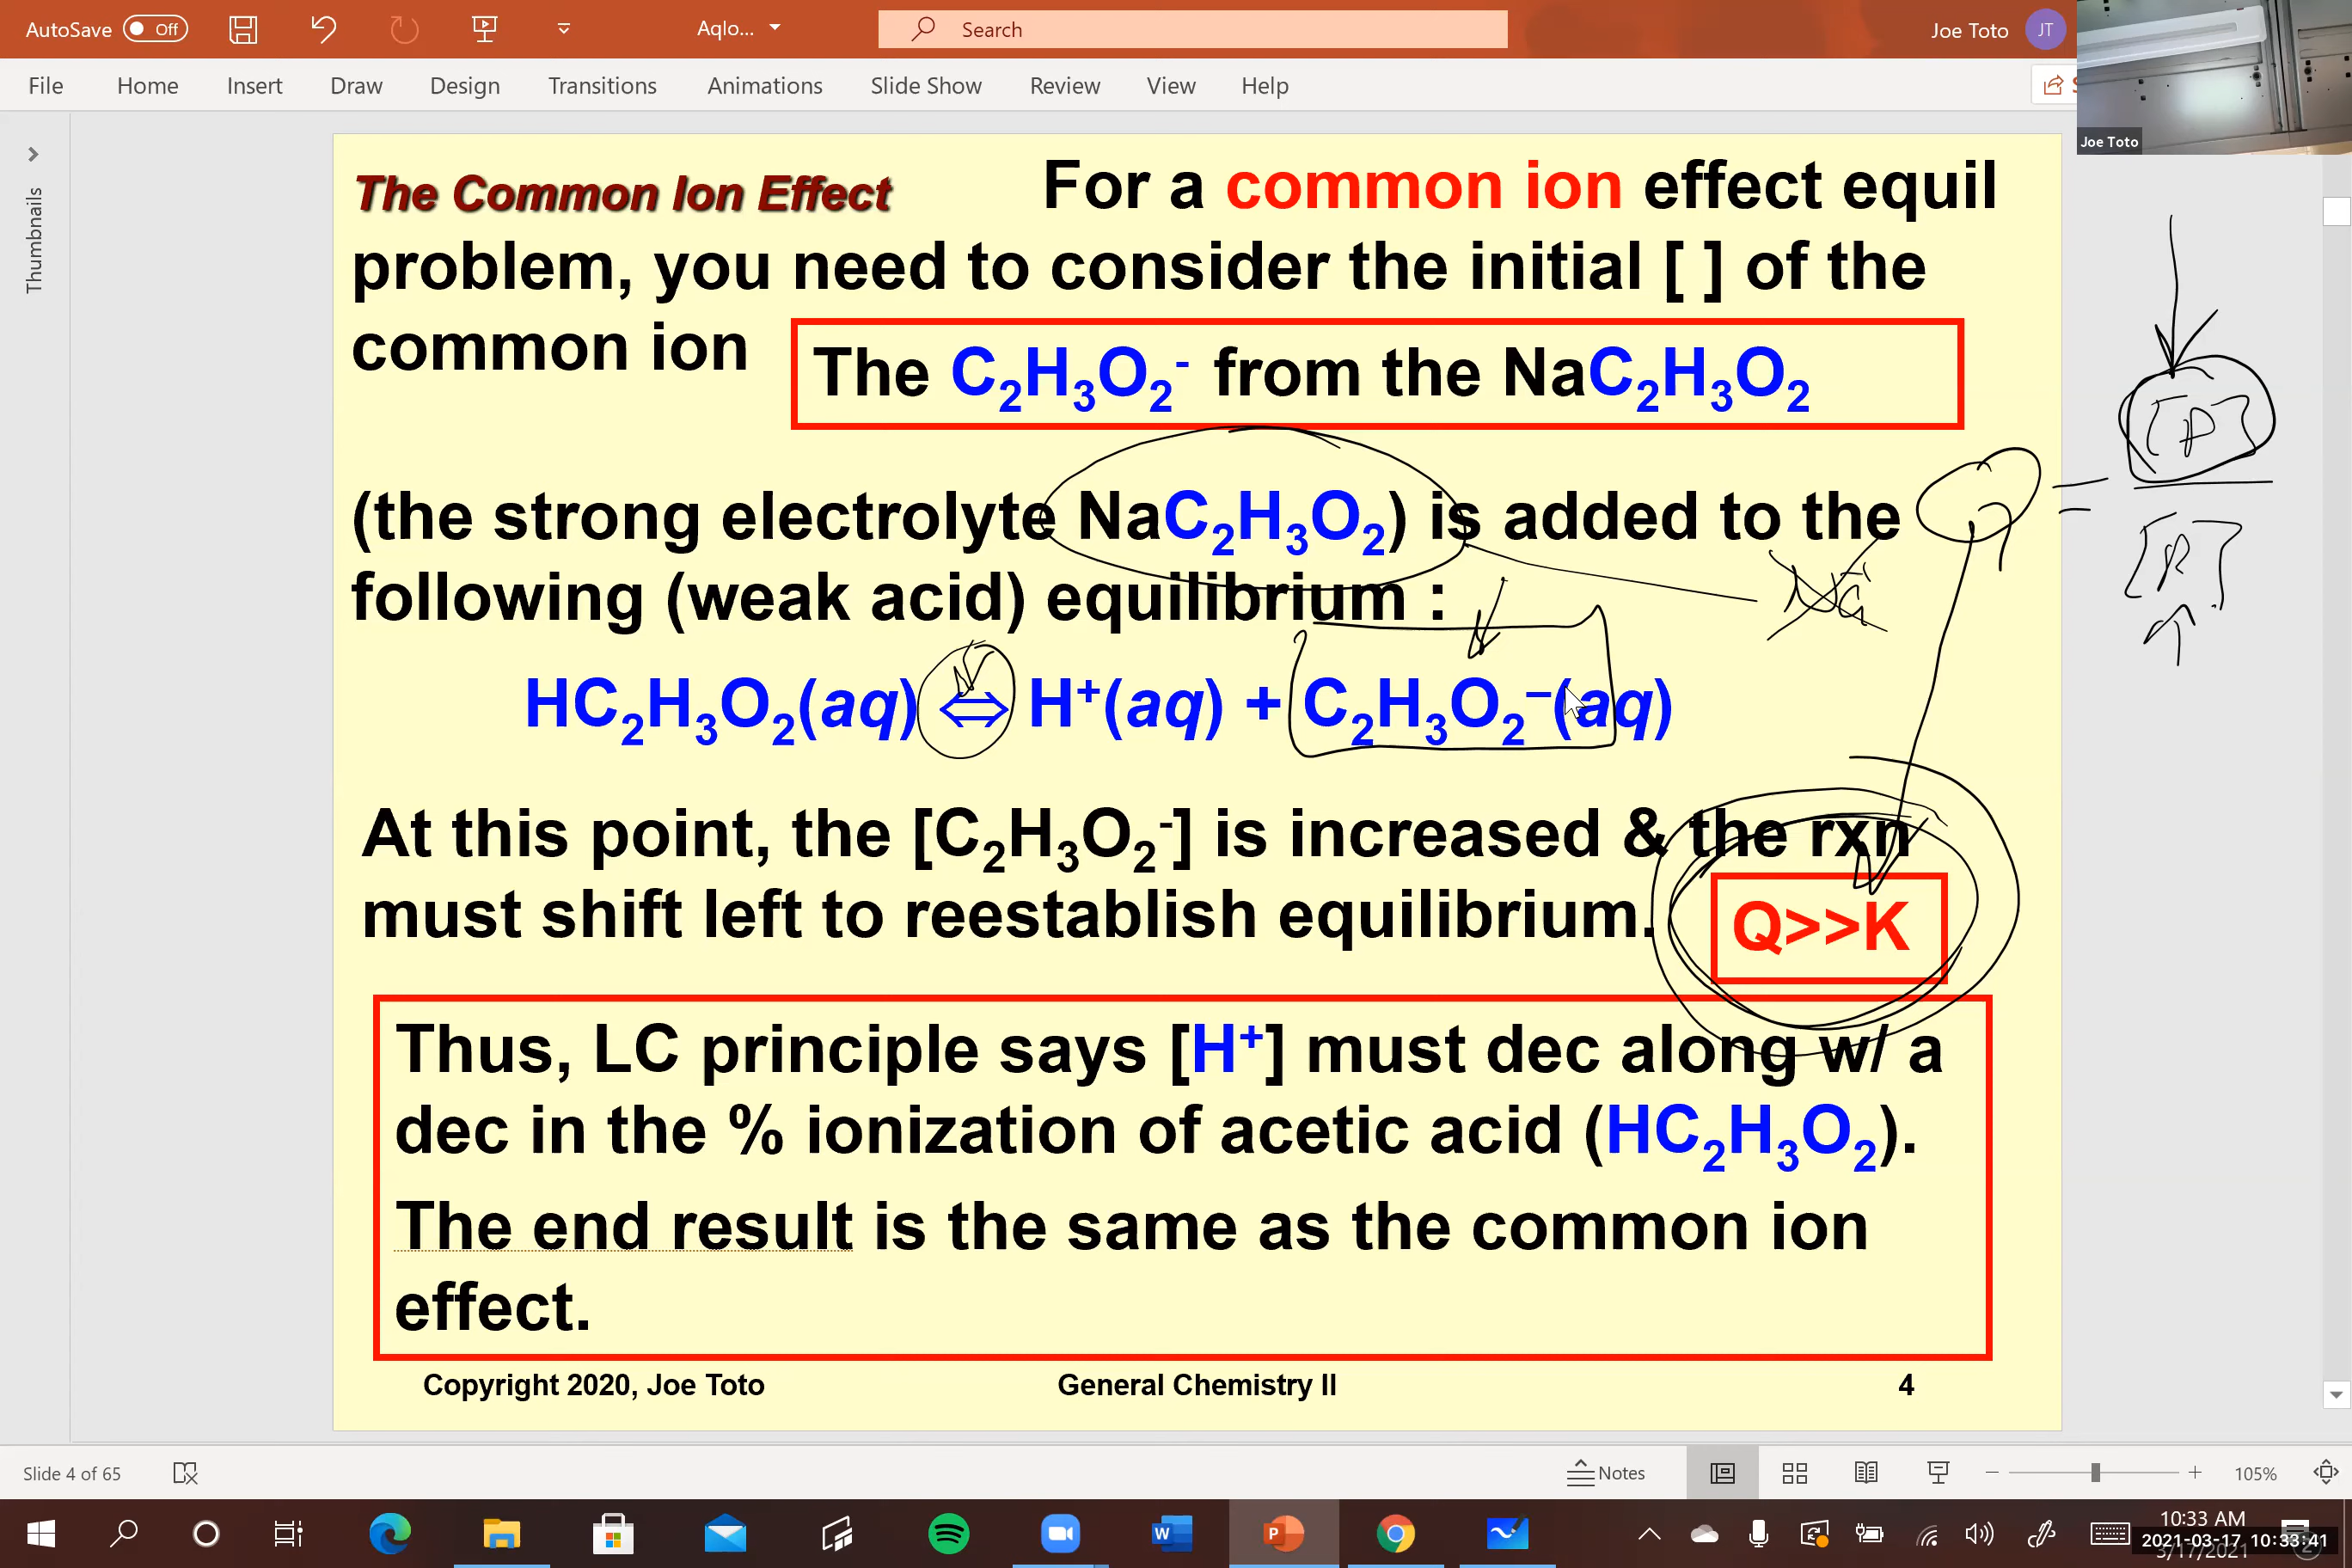 AutoSave Off Aqlo... Search Joe Toto JT
File Home Insert Draw Design Transitions Animations Slide Show Review View Help
Joe Toto
Thumbnails
The Common Ion Effect For a common ion effect equil
problem, you need to consider the initial [ ] of the
common ion
The C₂H₃O₂⁻ from the NaC₂H₃O₂
(the strong electrolyte NaC₂H₃O₂) is added to the
following (weak acid) equilibrium :
HC₂H₃O₂(aq) ⇔ H⁺(aq) + C₂H₃O₂⁻(aq)
At this point, the [C₂H₃O₂⁻] is increased & the rxn
must shift left to reestablish equilibrium.
Q>>K
Thus, LC principle says [H⁺] must dec along w/ a
dec in the % ionization of acetic acid (HC₂H₃O₂).
The end result is the same as the common ion
effect.
Copyright 2020, Joe Toto General Chemistry II 4
=
[P]
[R]
Na
Slide 4 of 65 Notes 105%
10:33 AM
2021-03-17, 10:33:41
3/17/2021